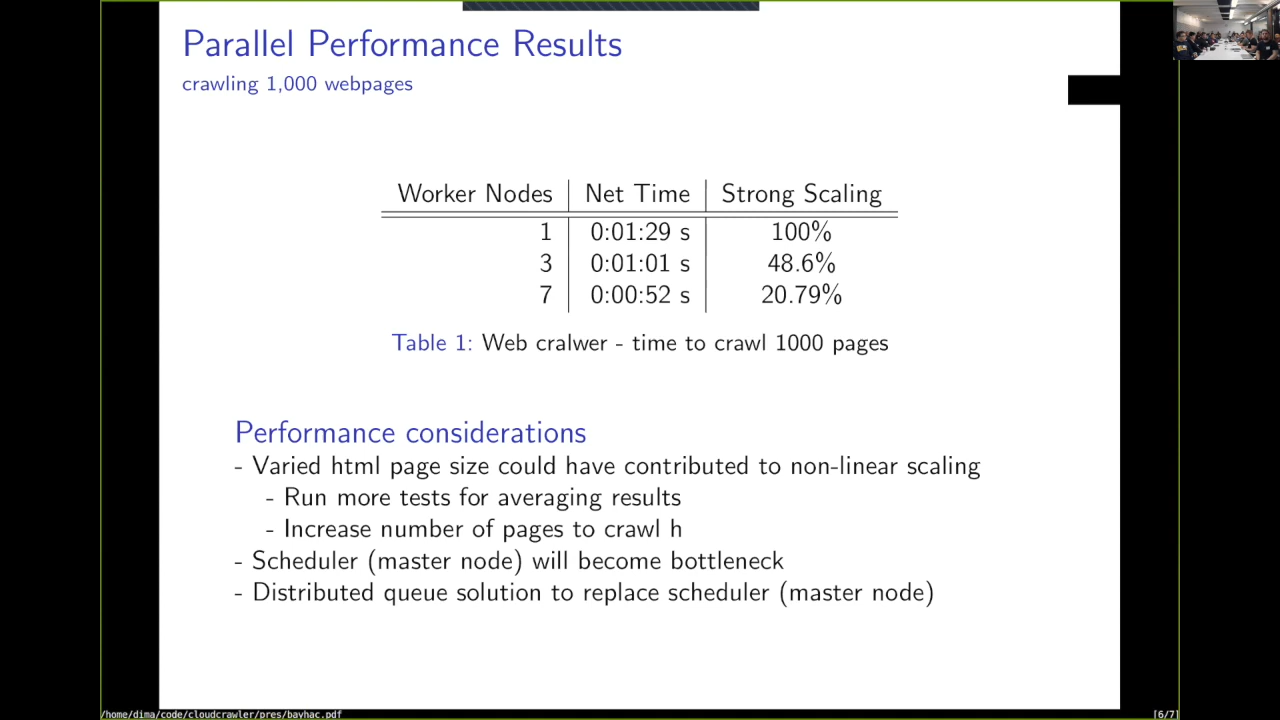 Parallel Performance Results
crawling 1,000 webpages
Worker Nodes Net Time Strong Scaling
1 0:01:29 s 100%
3 0:01:01 s 48.6%
7 0:00:52 s 20.79%
Table 1: Web cralwer - time to crawl 1000 pages
Performance considerations
- Varied html page size could have contributed to non-linear scaling
- Run more tests for averaging results
- Increase number of pages to crawl h
- Scheduler (master node) will become bottleneck
- Distributed queue solution to replace scheduler (master node)
/home/dima/code/cloudcrawler/pres/bayhac.pdf [6/7]